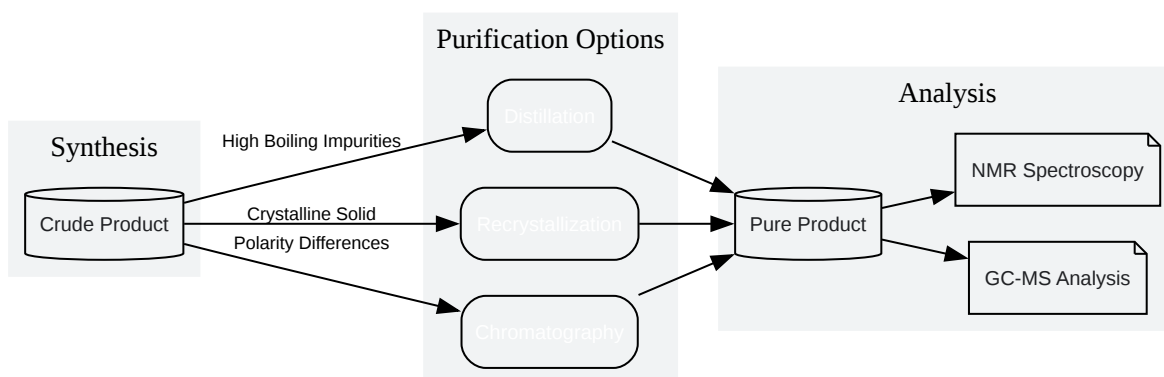 Synthesis
Crude Product
High Boiling Impurities
Crystalline Solid
Polarity Differences
Purification Options
Distillation
Recrystallization
Chromatography
Analysis
Pure Product
NMR Spectroscopy
GC-MS Analysis